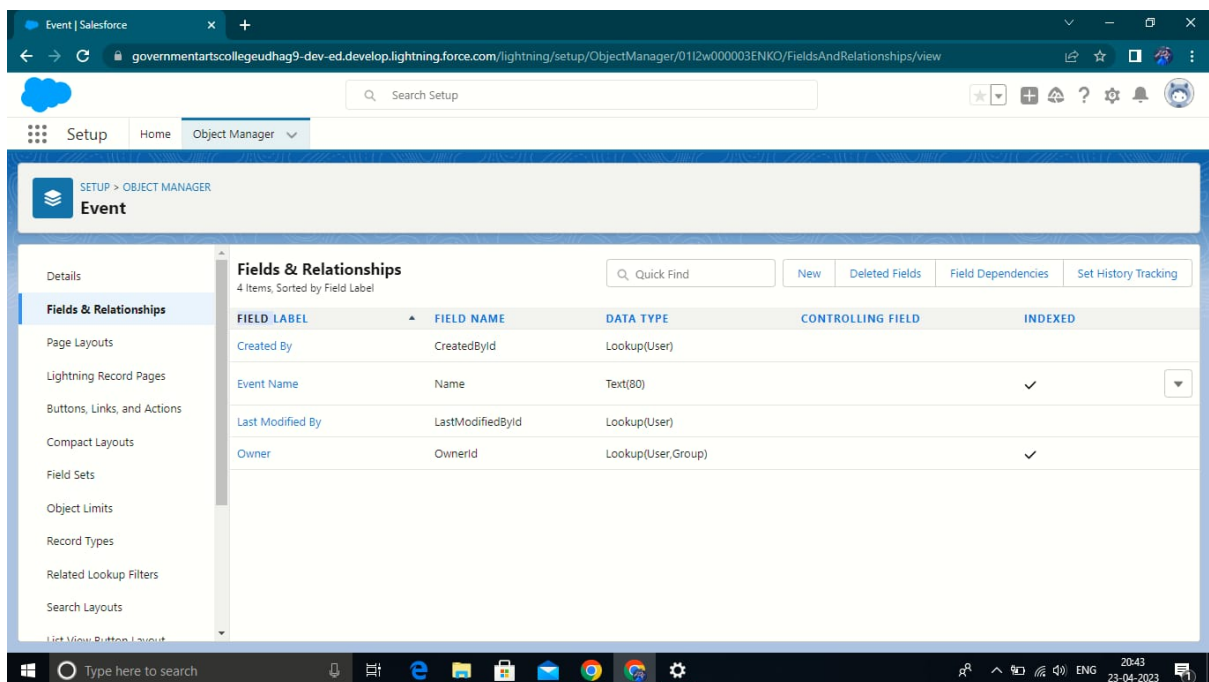 Event | Salesforce
governmentartscollegeudhag9-dev-ed.develop.lightning.force.com/lightning/setup/ObjectManager/01I2w000003ENKO/FieldsAndRelationships/view
Search Setup
Setup Home Object Manager
SETUP > OBJECT MANAGER
Event
Details
Fields & Relationships
Page Layouts
Lightning Record Pages
Buttons, Links, and Actions
Compact Layouts
Field Sets
Object Limits
Record Types
Related Lookup Filters
Search Layouts
List View Button Layout
Fields & Relationships
4 Items, Sorted by Field Label
Quick Find New Deleted Fields Field Dependencies Set History Tracking
FIELD LABEL FIELD NAME DATA TYPE CONTROLLING FIELD INDEXED
Created By CreatedById Lookup(User)
Event Name Name Text(80)
Last Modified By LastModifiedById Lookup(User)
Owner OwnerId Lookup(User,Group)
Type here to search
ENG
20:43
23-04-2023
1